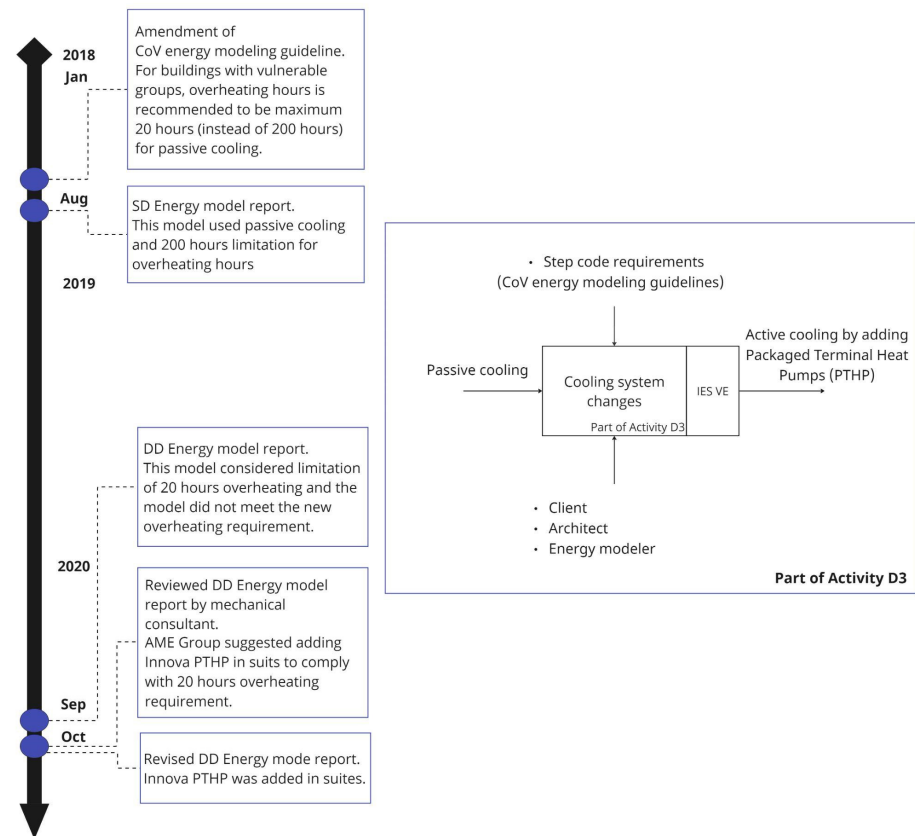 2018
Jan
Amendment of
CoV energy modeling guideline.
For buildings with vulnerable
groups, overheating hours is
recommended to be maximum
20 hours (instead of 200 hours)
for passive cooling.
Aug
SD Energy model report.
This model used passive cooling
and 200 hours limitation for
overheating hours
2019
DD Energy model report.
This model considered limitation
of 20 hours overheating and the
model did not meet the new
overheating requirement.
2020
Reviewed DD Energy model
report by mechanical
consultant.
AME Group suggested adding
Innova PTHP in suits to comply
with 20 hours overheating
requirement.
Sep
Oct
Revised DD Energy mode report.
Innova PTHP was added in suites.
• Step code requirements
(CoV energy modeling guidelines)
Passive cooling
Cooling system
changes
Part of Activity D3
IES VE
Active cooling by adding
Packaged Terminal Heat
Pumps (PTHP)
• Client
• Architect
• Energy modeler
Part of Activity D3